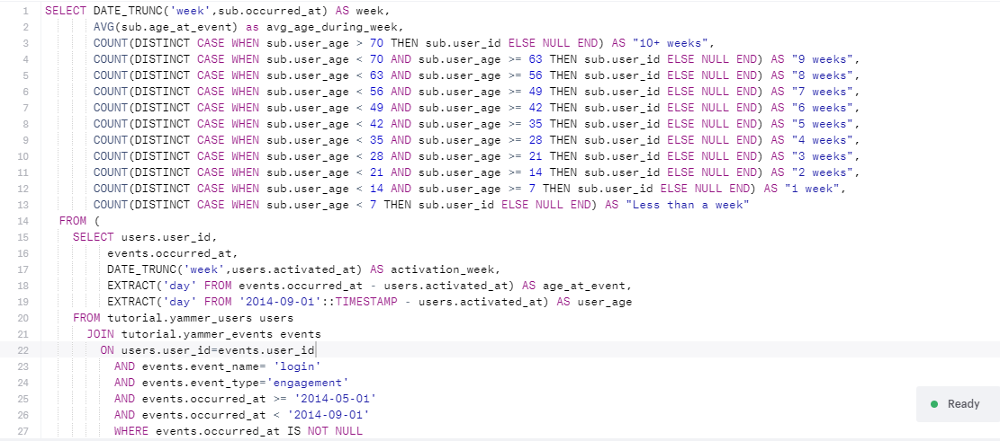 1 SELECT DATE_TRUNC('week',sub.occurred_at) AS week,
2 AVG(sub.age_at_event) as avg_age_during_week,
3 COUNT(DISTINCT CASE WHEN sub.user_age > 70 THEN sub.user_id ELSE NULL END) AS "10+ weeks",
4 COUNT(DISTINCT CASE WHEN sub.user_age < 70 AND sub.user_age >= 63 THEN sub.user_id ELSE NULL END) AS "9 weeks",
5 COUNT(DISTINCT CASE WHEN sub.user_age < 63 AND sub.user_age >= 56 THEN sub.user_id ELSE NULL END) AS "8 weeks",
6 COUNT(DISTINCT CASE WHEN sub.user_age < 56 AND sub.user_age >= 49 THEN sub.user_id ELSE NULL END) AS "7 weeks",
7 COUNT(DISTINCT CASE WHEN sub.user_age < 49 AND sub.user_age >= 42 THEN sub.user_id ELSE NULL END) AS "6 weeks",
8 COUNT(DISTINCT CASE WHEN sub.user_age < 42 AND sub.user_age >= 35 THEN sub.user_id ELSE NULL END) AS "5 weeks",
9 COUNT(DISTINCT CASE WHEN sub.user_age < 35 AND sub.user_age >= 28 THEN sub.user_id ELSE NULL END) AS "4 weeks",
10 COUNT(DISTINCT CASE WHEN sub.user_age < 28 AND sub.user_age >= 21 THEN sub.user_id ELSE NULL END) AS "3 weeks",
11 COUNT(DISTINCT CASE WHEN sub.user_age < 21 AND sub.user_age >= 14 THEN sub.user_id ELSE NULL END) AS "2 weeks",
12 COUNT(DISTINCT CASE WHEN sub.user_age < 14 AND sub.user_age >= 7 THEN sub.user_id ELSE NULL END) AS "1 week",
13 COUNT(DISTINCT CASE WHEN sub.user_age < 7 THEN sub.user_id ELSE NULL END) AS "Less than a week"
14 FROM (
15 SELECT users.user_id,
16 events.occurred_at,
17 DATE_TRUNC('week',users.activated_at) AS activation_week,
18 EXTRACT('day' FROM events.occurred_at - users.activated_at) AS age_at_event,
19 EXTRACT('day' FROM '2014-09-01'::TIMESTAMP - users.activated_at) AS user_age
20 FROM tutorial.yammer_users users
21 JOIN tutorial.yammer_events events
22 ON users.user_id=events.user_id
23 AND events.event_name= 'login'
24 AND events.event_type='engagement'
25 AND events.occurred_at >= '2014-05-01'
26 AND events.occurred_at < '2014-09-01'
27 WHERE events.occurred_at IS NOT NULL
Ready